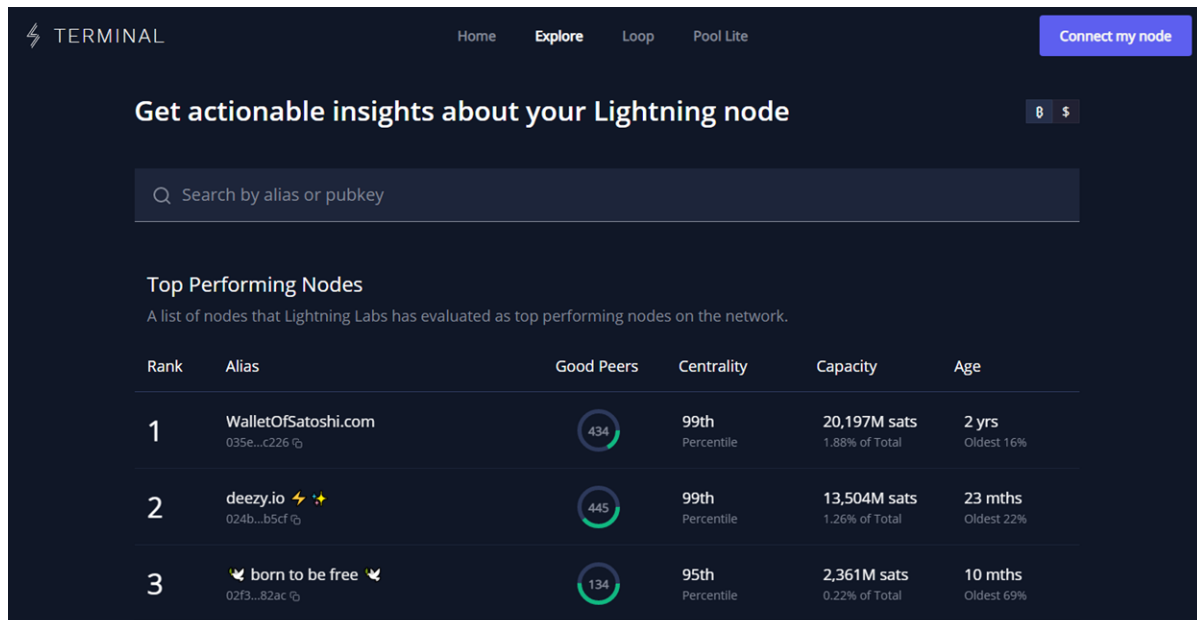 TERMINAL Home Explore Loop Pool Lite Connect my node
Get actionable insights about your Lightning node ₿ $
Search by alias or pubkey
Top Performing Nodes
A list of nodes that Lightning Labs has evaluated as top performing nodes on the network.
Rank Alias Good Peers Centrality Capacity Age
1 WalletOfSatoshi.com 434 99th 20,197M sats 2 yrs
035e...c226 Percentile 1.88% of Total Oldest 16%
2 deezy.io ⚡ ✨ 445 99th 13,504M sats 23 mths
024b...b5cf Percentile 1.26% of Total Oldest 22%
3 🕊 born to be free 🕊 134 95th 2,361M sats 10 mths
02f3...82ac Percentile 0.22% of Total Oldest 69%